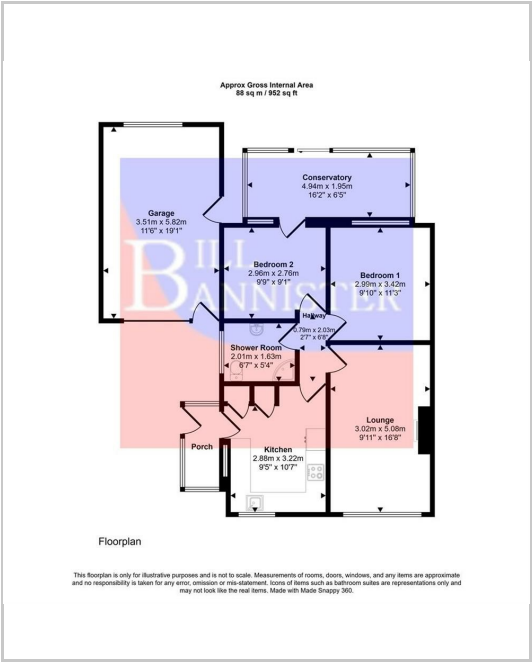 Approx Gross Internal Area
88 sq m / 952 sq ft
Conservatory
4.94m x 1.95m
16'2" x 6'5"
Garage
3.51m x 5.82m
11'6" x 19'1"
Bedroom 2
2.96m x 2.76m
9'9" x 9'1"
Bedroom 1
2.99m x 3.42m
9'10" x 11'3"
BILL
BANNISTER
Hallway
0.79m x 2.03m
2'7" x 6'8"
Shower Room
2.01m x 1.63m
6'7" x 5'4"
Lounge
3.02m x 5.08m
9'11" x 16'8"
Porch
Kitchen
2.88m x 3.22m
9'5" x 10'7"
Floorplan
This floorplan is only for illustrative purposes and is not to scale. Measurements of rooms, doors, windows, and any items are approximate
and no responsibility is taken for any error, omission or mis-statement. Icons of items such as bathroom suites are representations only and
may not look like the real items. Made with Made Snappy 360.